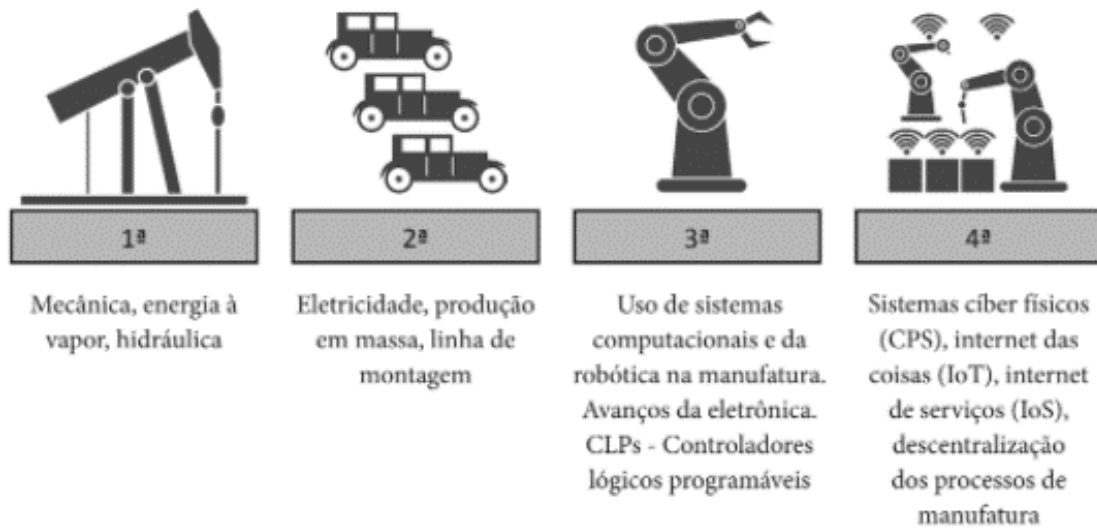 1ª
Mecânica, energia à
vapor, hidráulica
2ª
Eletricidade, produção
em massa, linha de
montagem
3ª
Uso de sistemas
computacionais e da
robótica na manufatura.
Avanços da eletrônica.
CLPs - Controladores
lógicos programáveis
4ª
Sistemas cíber físicos
(CPS), internet das
coisas (IoT), internet
de serviços (IoS),
descentralização
dos processos de
manufatura